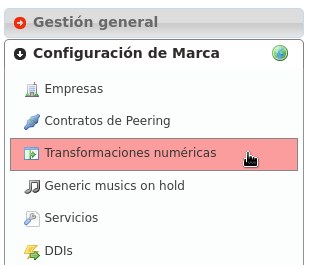 Gestión general
Configuración de Marca
Empresas
Contratos de Peering
Transformaciones numéricas
Generic musics on hold
Servicios
DDIs